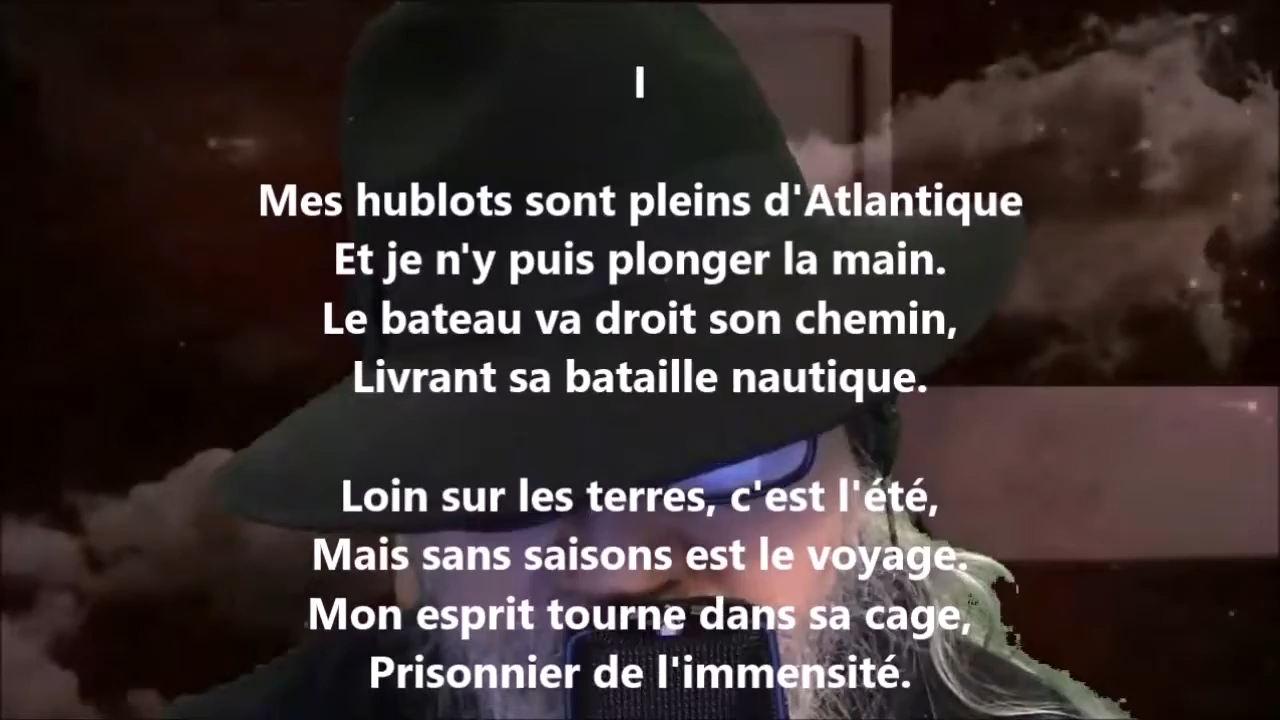 I
Mes hublots sont pleins d'Atlantique
Et je n'y puis plonger la main.
Le bateau va droit son chemin,
Livrant sa bataille nautique.
Loin sur les terres, c'est l'été,
Mais sans saisons est le voyage.
Mon esprit tourne dans sa cage,
Prisonnier de l'immensité.